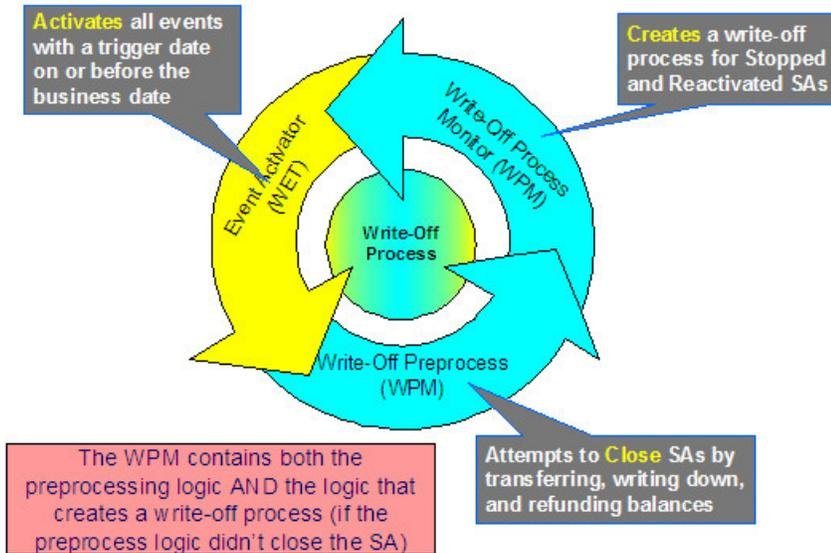 Activates all events
with a trigger date
on or before the
business date
Creates a write-off
process for Stopped
and Reactivated SAs
Event Activator
(WET)
Write-Off Process
Monitor (WPM)
Write-Off
Process
Write-Off Preprocess
(WPM)
Attempts to Close SAs by
transferring, writing down,
and refunding balances
The WPM contains both the
preprocessing logic AND the logic that
creates a write-off process (if the
preprocess logic didn't close the SA)